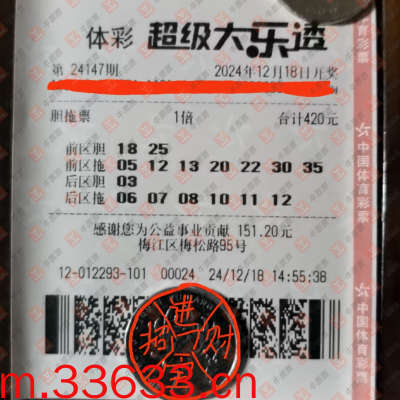 体彩 超级大乐透
第 24147期 2024年12月18日开奖
胆拖票 1倍 合计420元
前区胆 18 25
前区拖 05 12 13 20 22 30 35
后区胆 03
后区拖 06 07 08 10 11 12
感谢您为公益事业贡献 151.20元
梅江区梅松路95号
12-012293-101 00024 24/12/18 14:55:38
中国体育彩票
中国体育彩票
招 进 财
m.33633.cn